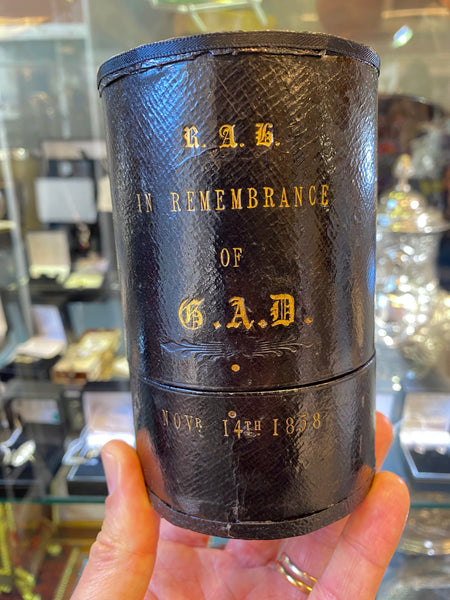 R. A. H.
IN REMEMBRANCE
OF
G.A.D.
NOVR 14TH 1858